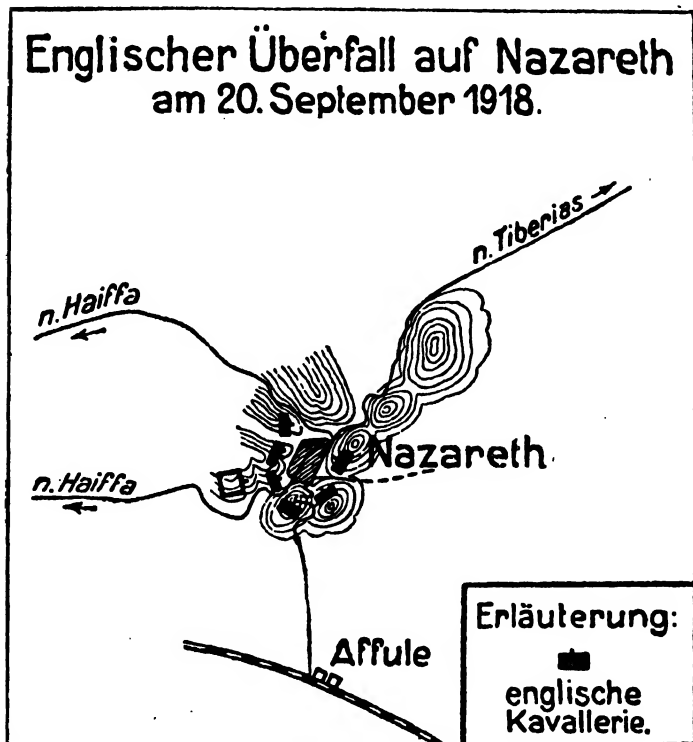 Englischer Überfall auf Nazareth
am 20. September 1918.
n. Tiberias
n. Haiffa
Nazareth
n. Haiffa
Affule
Erläuterung:
englische
Kavallerie.